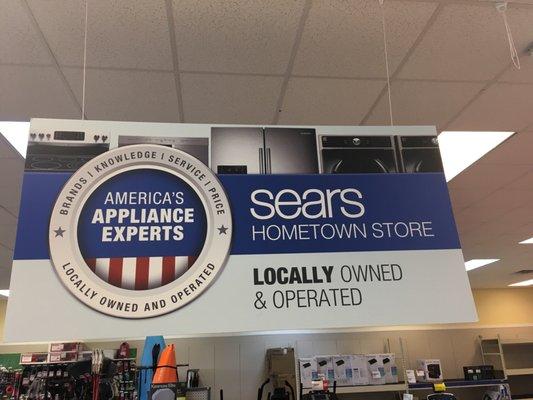 BRANDS • KNOWLEDGE • SERVICE • PRICE
AMERICA'S
APPLIANCE
EXPERTS
LOCALLY OWNED AND OPERATED
sears
HOMETOWN STORE
LOCALLY OWNED
& OPERATED